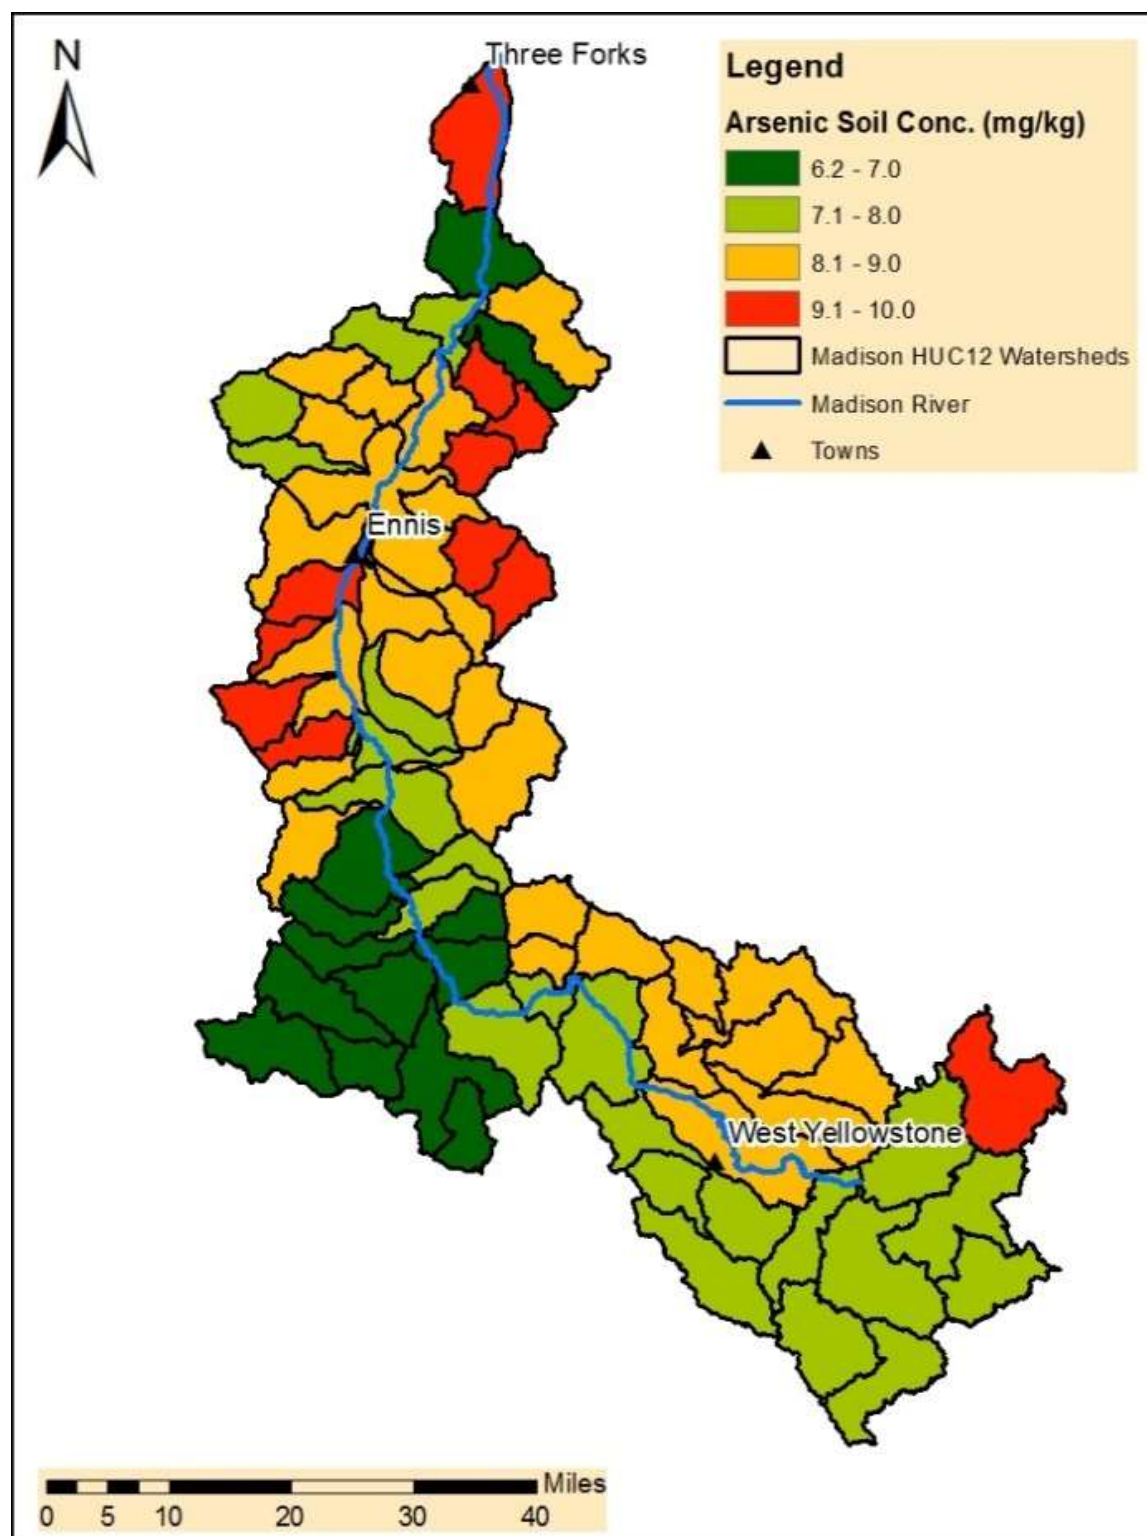 N
Three Forks
Legend
Arsenic Soil Conc. (mg/kg)
6.2 - 7.0
7.1 - 8.0
8.1 - 9.0
9.1 - 10.0
Madison HUC12 Watersheds
Madison River
Towns
Ennis
West Yellowstone
Miles
0 5 10 20 30 40